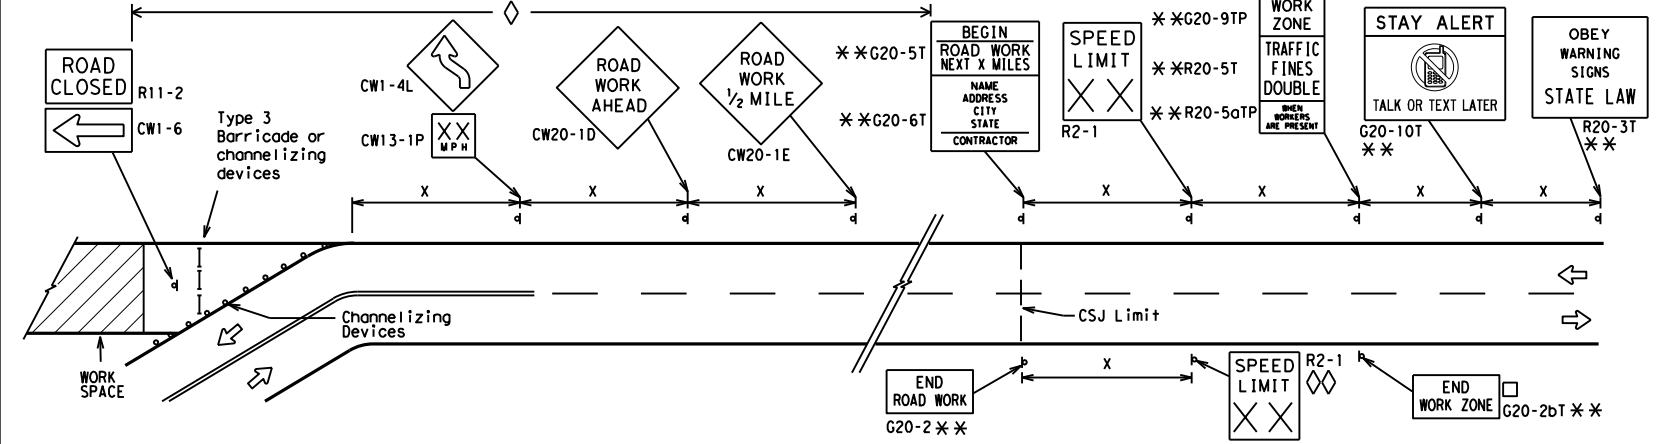 ROAD
CLOSED
R11-2
CW1-6
Type 3
Barricade or
channelizing
devices
CW1-4L
XX
MPH
CW13-1P
ROAD
WORK
AHEAD
CW20-1D
ROAD
WORK
1/2 MILE
CW20-1E
**G20-5T
BEGIN
ROAD WORK
NEXT X MILES
**G20-6T
NAME
ADDRESS
CITY
STATE
CONTRACTOR
SPEED
LIMIT
XX
R2-1
**G20-9TP
WORK
ZONE
**R20-5T
TRAFFIC
FINES
DOUBLE
**R20-5aTP
WHEN
WORKERS
ARE PRESENT
STAY ALERT
TALK OR TEXT LATER
G20-10T
**
OBEY
WARNING
SIGNS
STATE LAW
R20-3T
**
X
X
X
X
X
X
X
Channelizing
Devices
WORK
SPACE
CSJ Limit
X
END
ROAD WORK
G20-2 **
SPEED
LIMIT
XX
R2-1
END
WORK ZONE
G20-2bT **